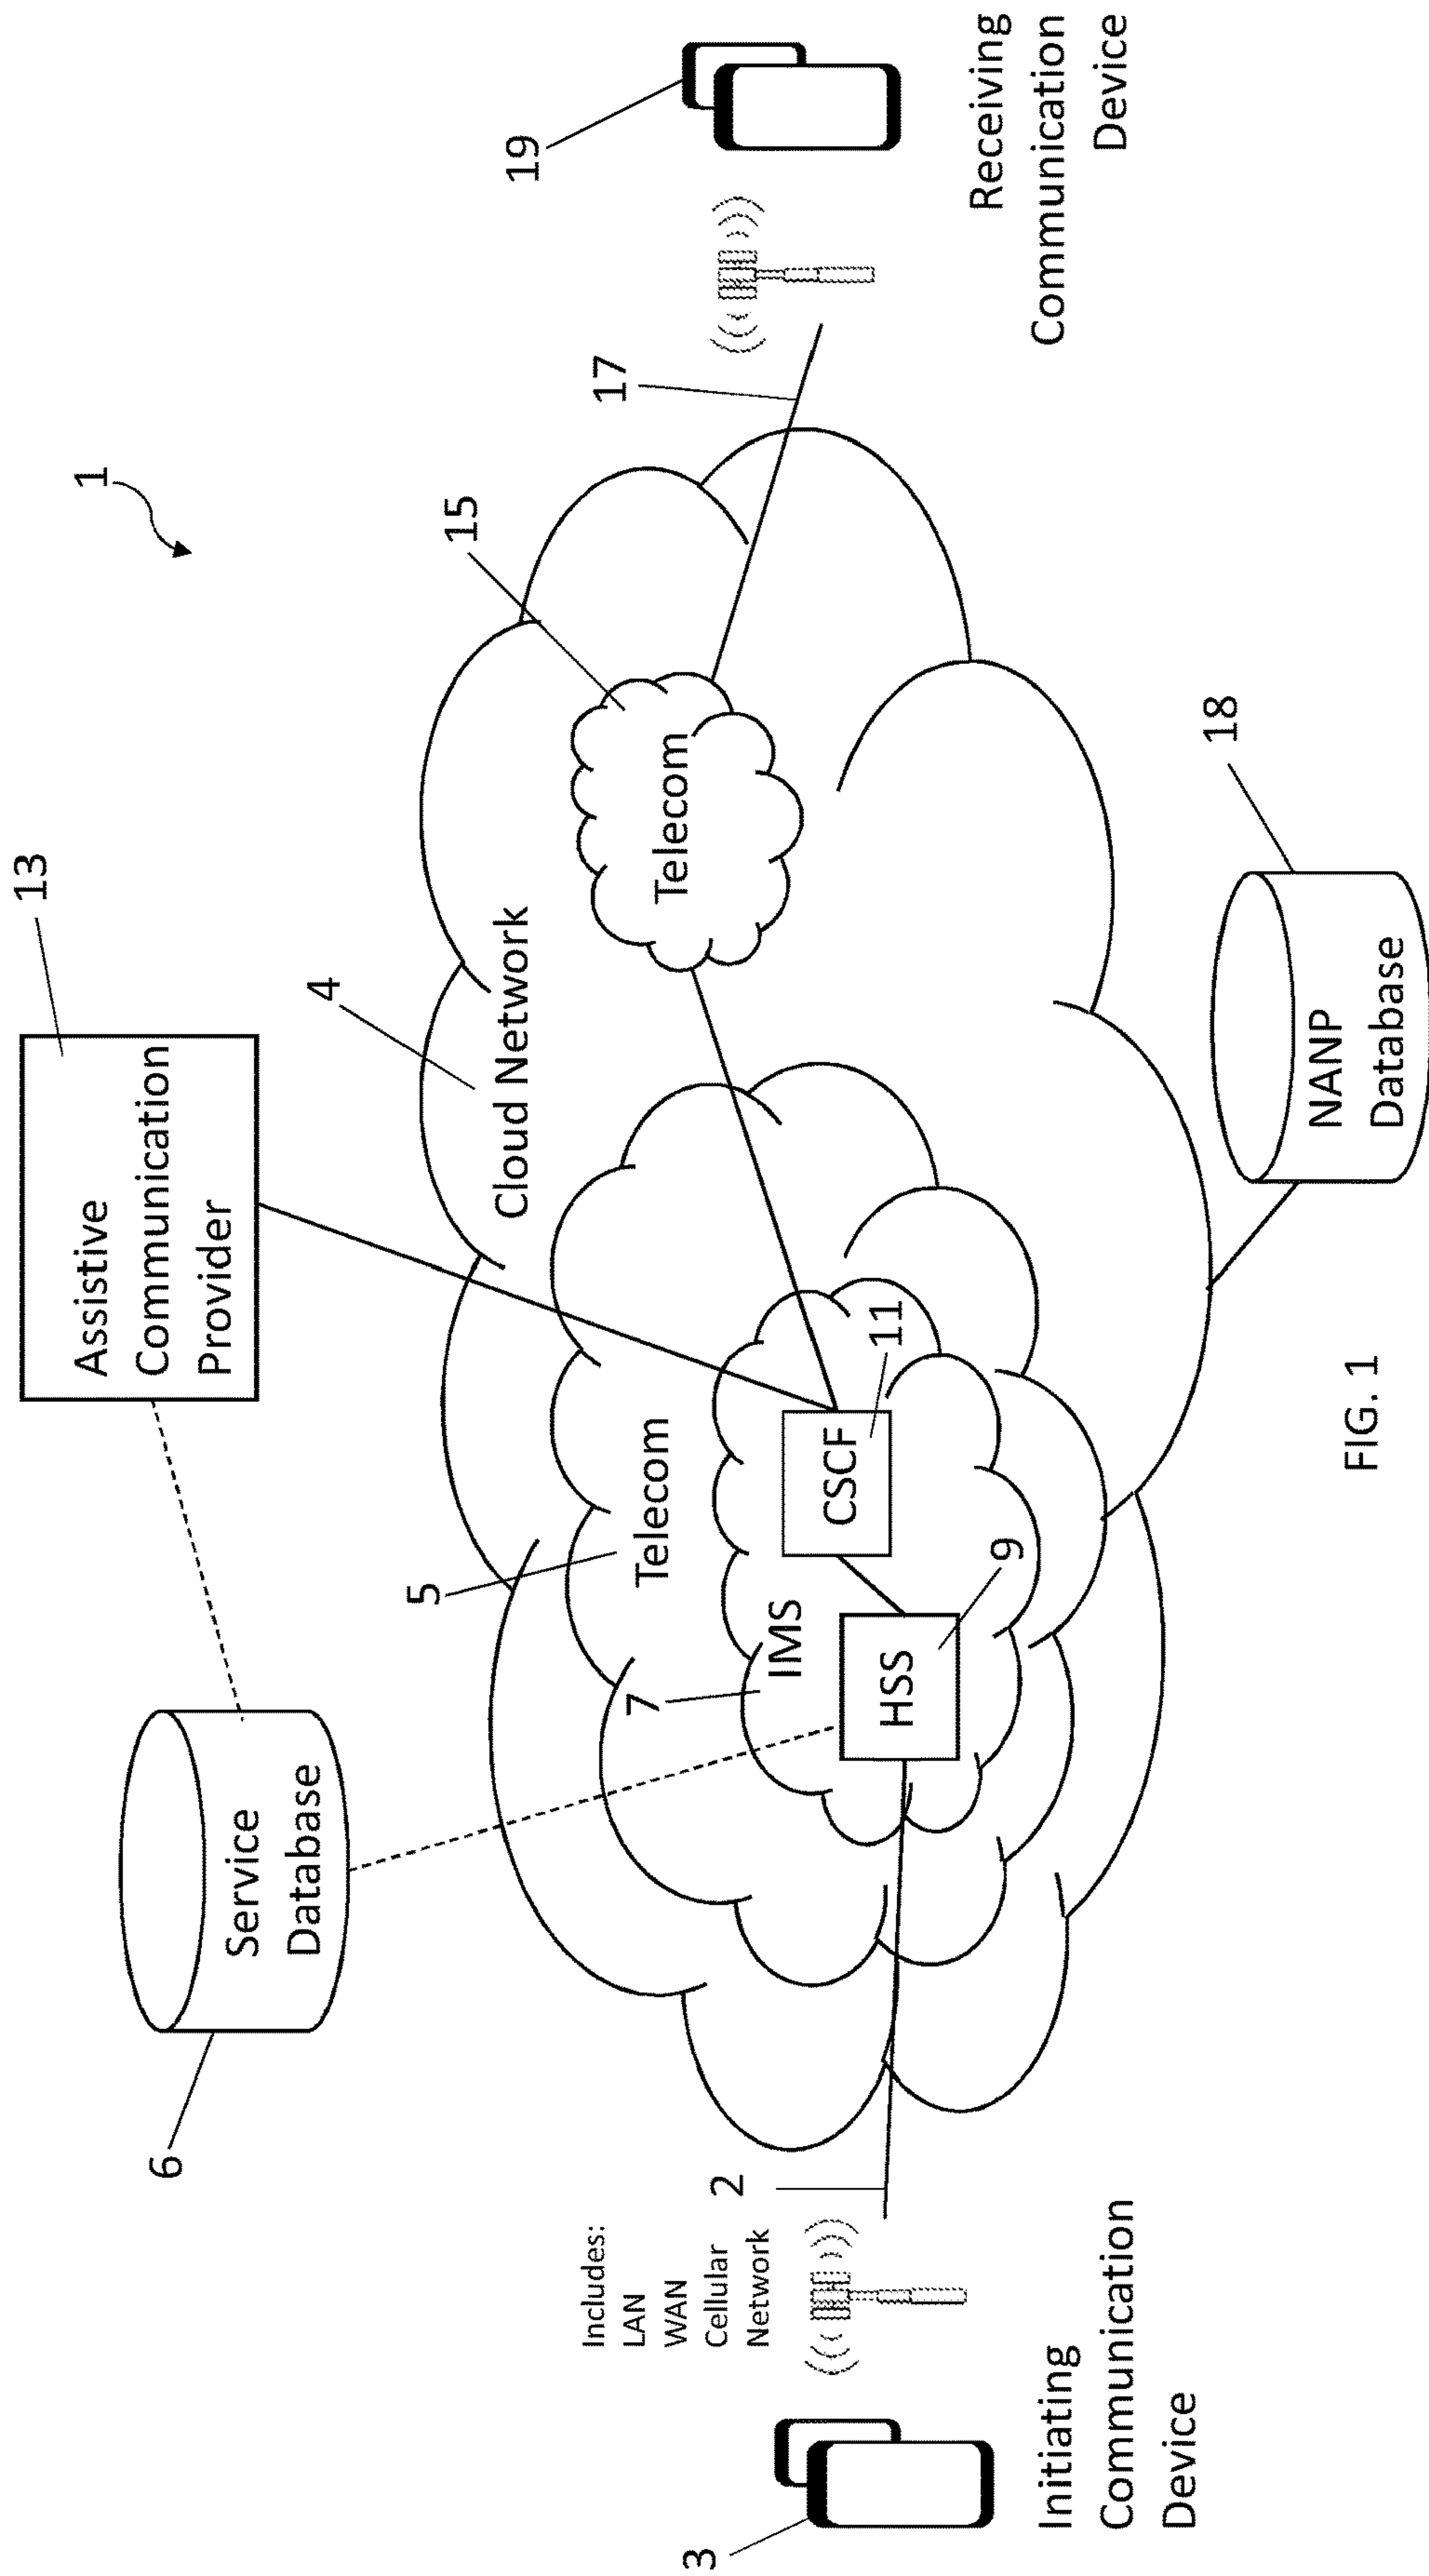 1
13
Assistive
Communication
Provider
Service
Database
6
4
Cloud Network
15
Telecom
17
19
Receiving
Communication
Device
5
Telecom
7
IMS
CSCF
11
HSS
9
Includes:
LAN
WAN
Cellular
Network
2
3
Initiating
Communication
Device
18
NANP
Database
FIG. 1